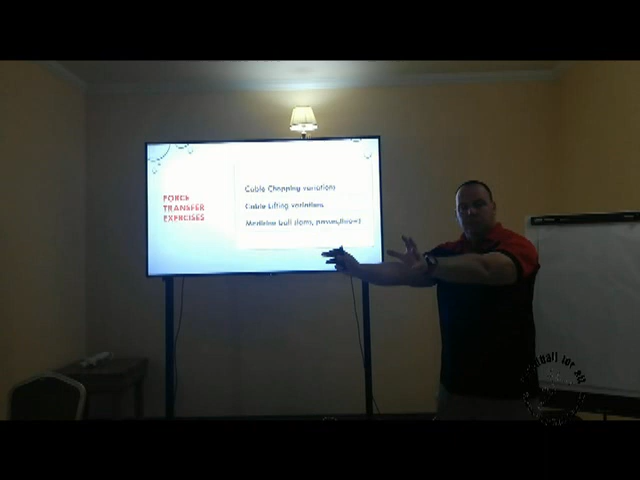 FORCE
TRANSFER
EXERCISES
Cable Chopping variations
Cable Lifting variations
Medicine ball